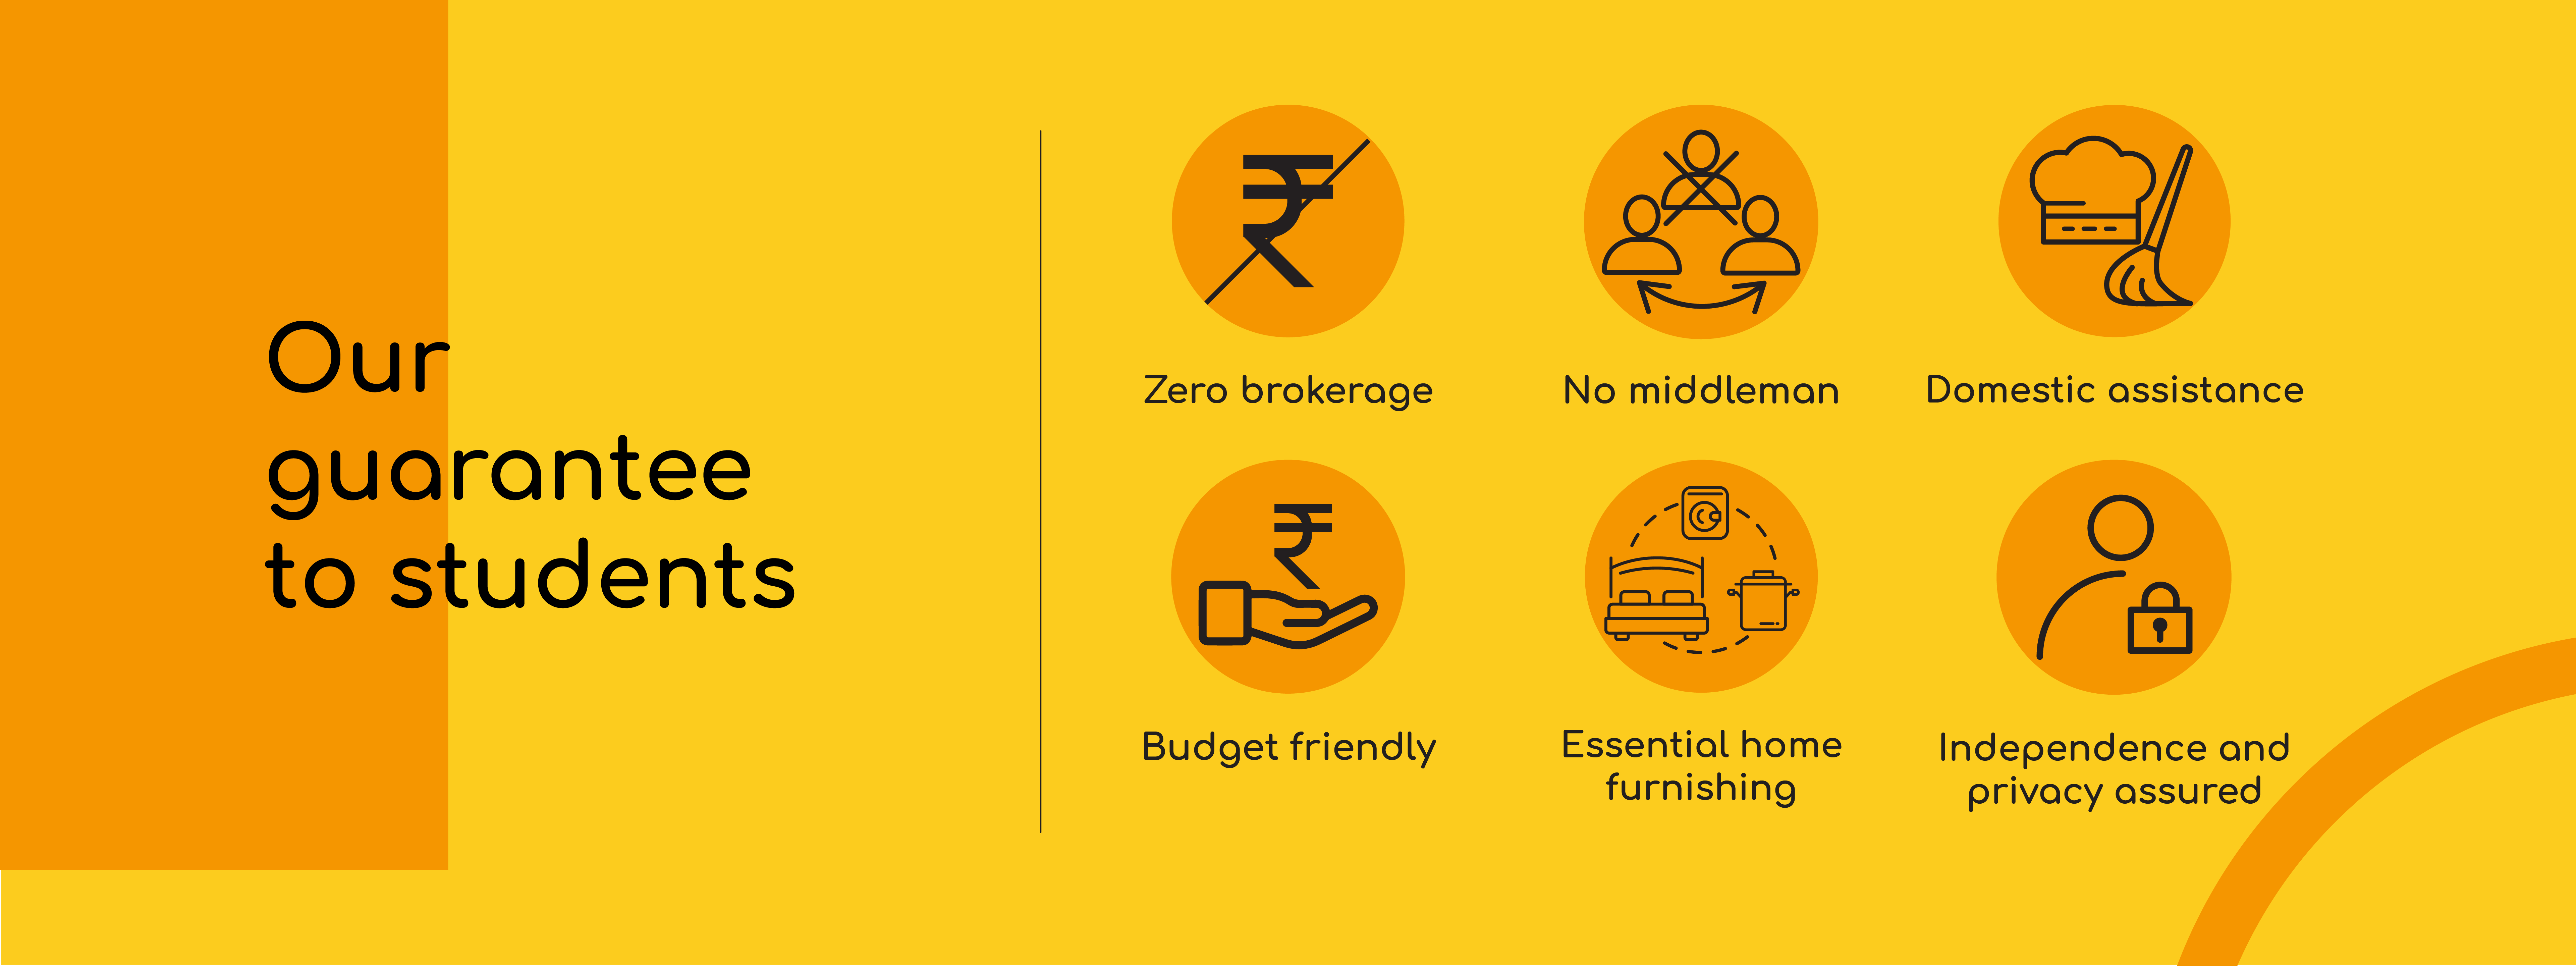 Our
guarantee
to students
Zero brokerage
No middleman
Domestic assistance
Budget friendly
Essential home
furnishing
Independence and
privacy assured